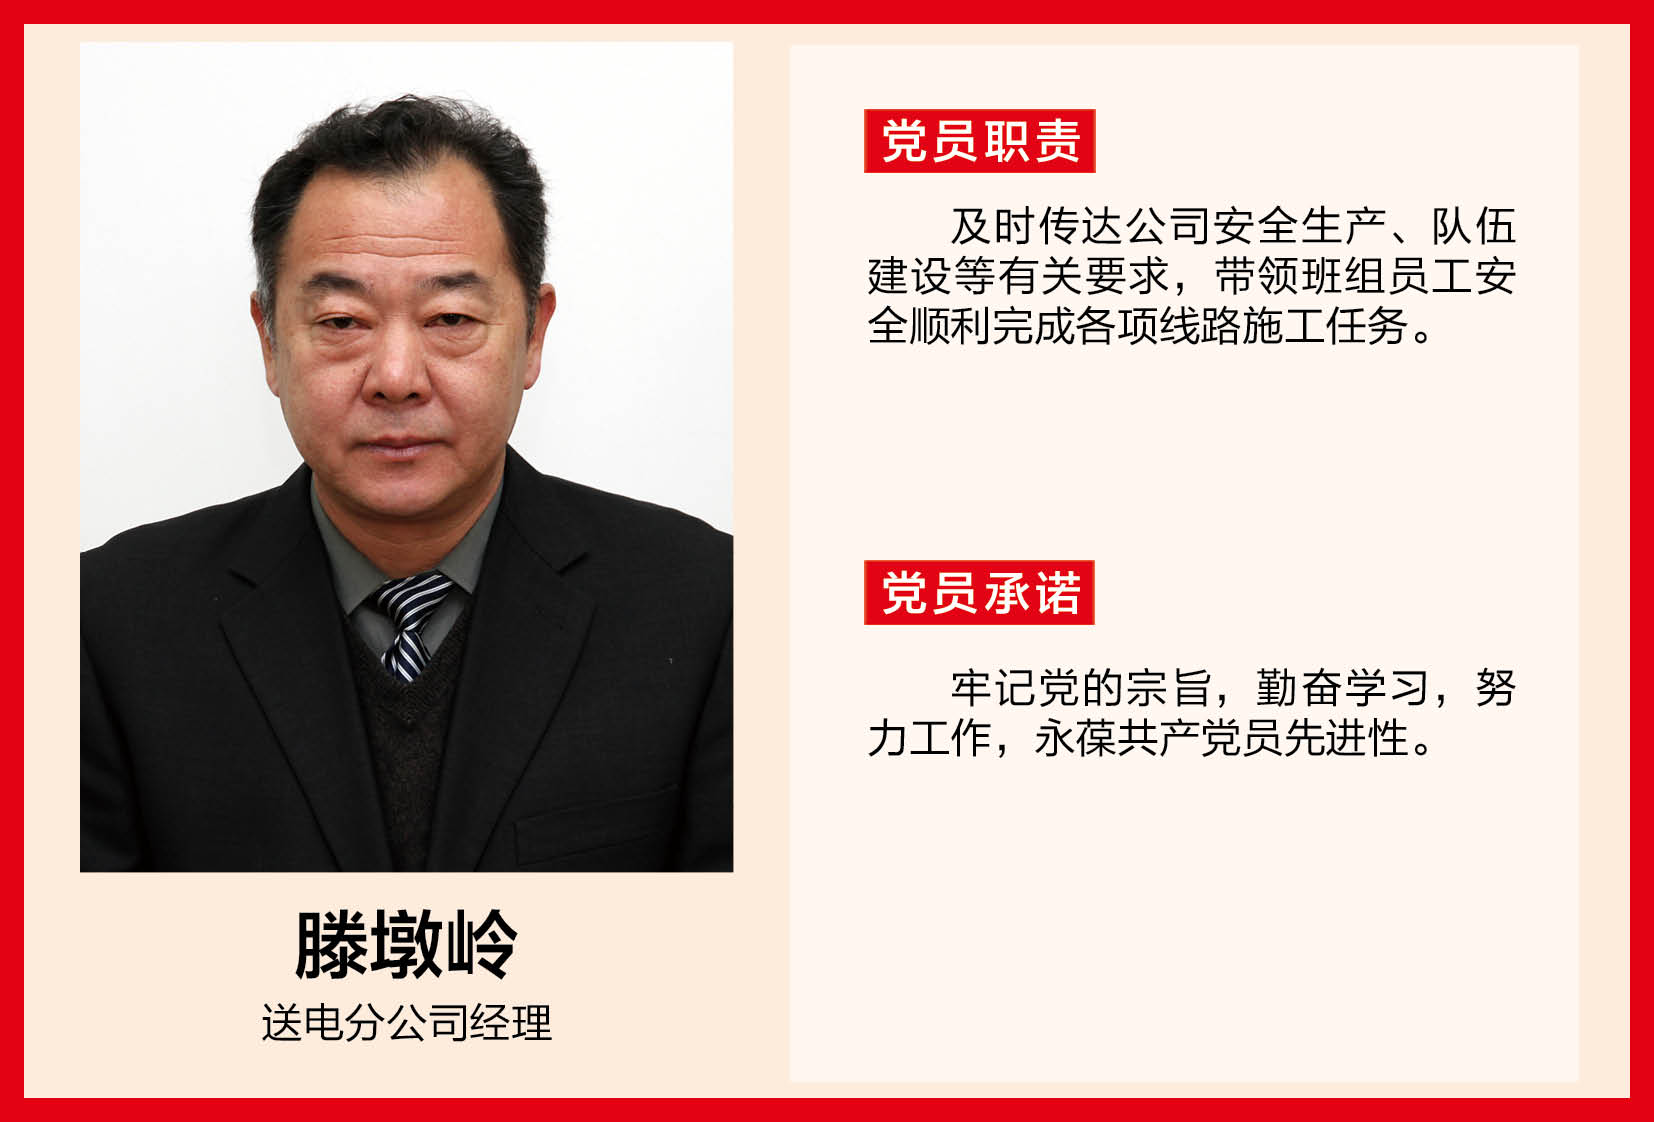 党员职责
及时传达公司安全生产、队伍
建设等有关要求，带领班组员工安
全顺利完成各项线路施工任务。
党员承诺
牢记党的宗旨，勤奋学习，努
力工作，永葆共产党员先进性。
滕墩岭
送电分公司经理